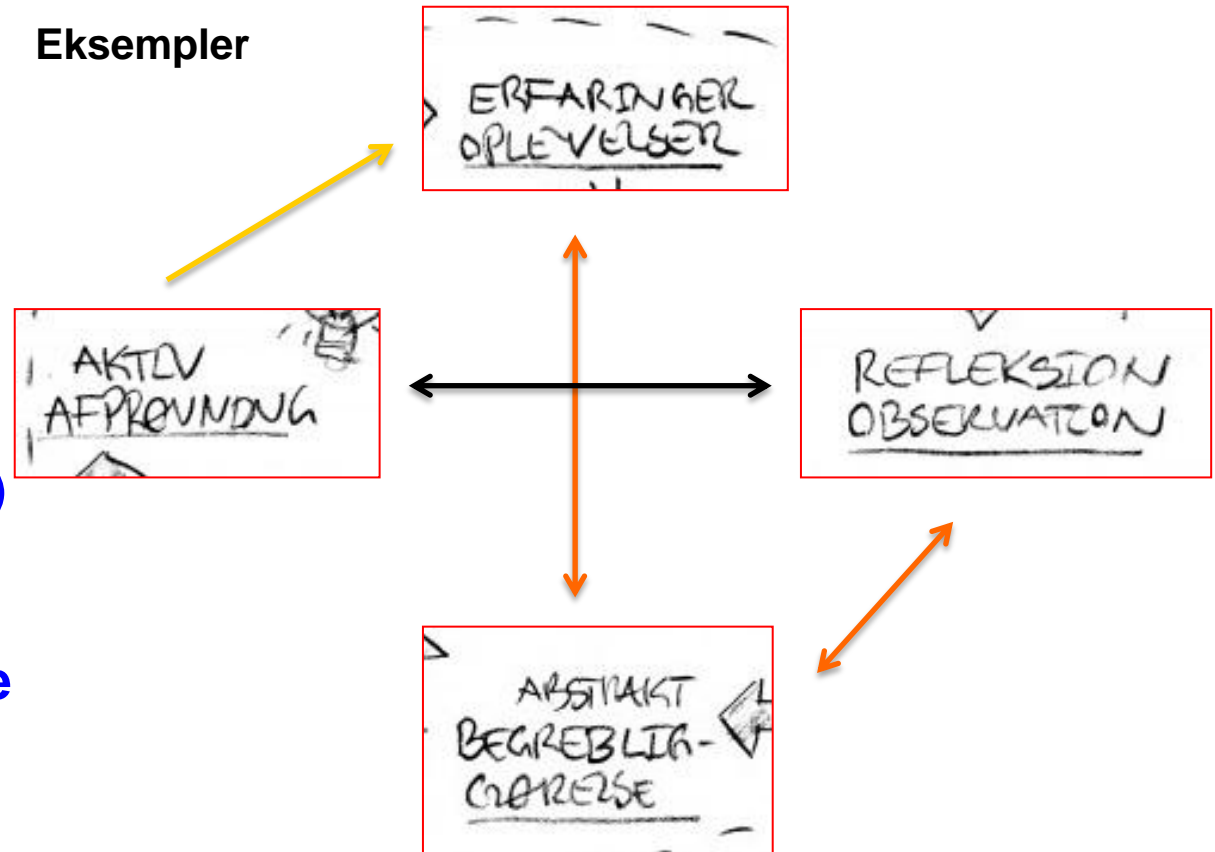 Eksempler
ERFARINGER
OPLEVELSER
AKTIV
AFPRØVNING
REFLEKSION
OBSERVATION
)
e
ABSTRAKT
BEGREBLIG-
GØRELSE